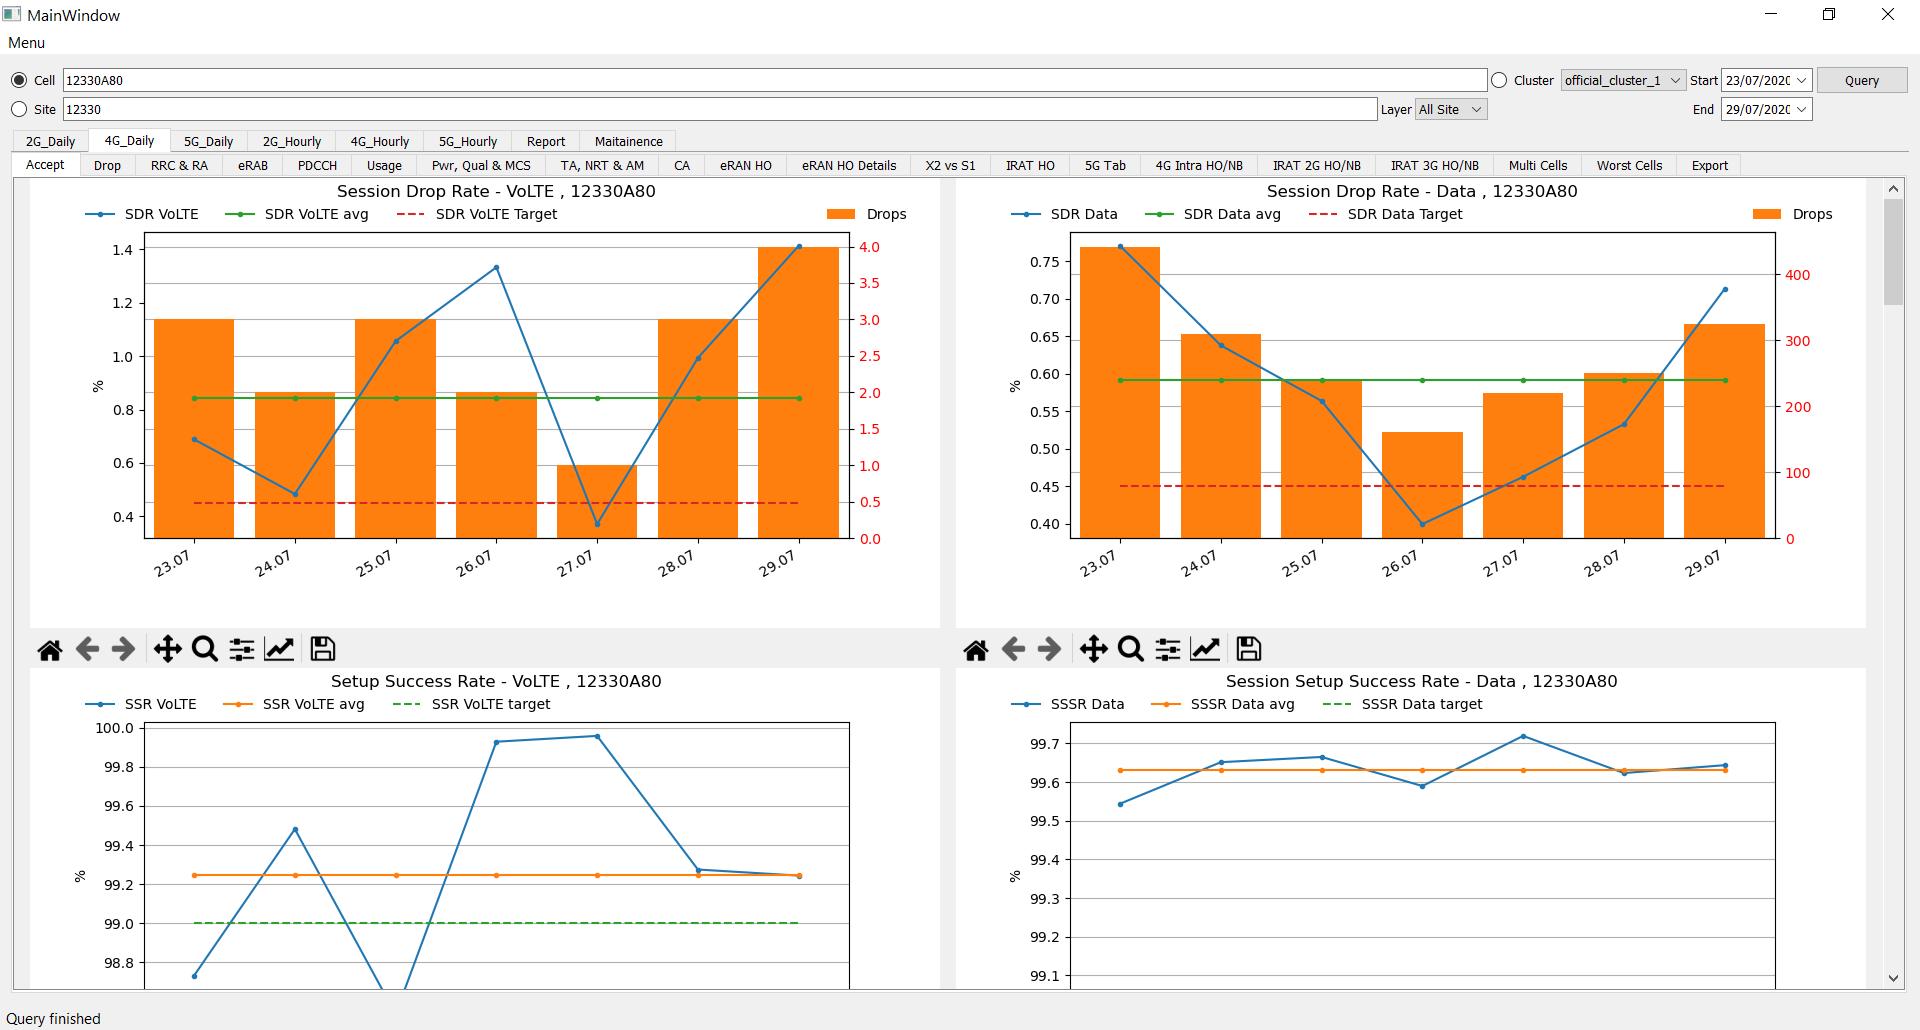 MainWindow
Menu
Cell 12330A80 Cluster official_cluster_1 Start 23/07/2020 Query
Site 12330 Layer All Site End 29/07/2020
2G_Daily 4G_Daily 5G_Daily 2G_Hourly 4G_Hourly 5G_Hourly Report Maitainence
Accept Drop RRC & RA eRAB PDCCH Usage Pwr, Qual & MCS TA, NRT & AM CA eRAN HO eRAN HO Details X2 vs S1 IRAT HO 5G Tab 4G Intra HO/NB IRAT 2G HO/NB IRAT 3G HO/NB Multi Cells Worst Cells Export
Session Drop Rate - VoLTE , 12330A80
SDR VoLTE SDR VoLTE avg SDR VoLTE Target Drops
1.4
1.2
1.0
0.8
0.6
0.4
%
4.0
3.5
3.0
2.5
2.0
1.5
1.0
0.5
0.0
23.07 24.07 25.07 26.07 27.07 28.07 29.07
Session Drop Rate - Data , 12330A80
SDR Data SDR Data avg SDR Data Target Drops
0.75
0.70
0.65
0.60
0.55
0.50
0.45
0.40
%
400
300
200
100
0
23.07 24.07 25.07 26.07 27.07 28.07 29.07
Setup Success Rate - VoLTE , 12330A80
SSR VoLTE SSR VoLTE avg SSR VoLTE target
100.0
99.8
99.6
99.4
99.2
99.0
98.8
%
Session Setup Success Rate - Data , 12330A80
SSSR Data SSSR Data avg SSSR Data target
99.7
99.6
99.5
99.4
99.3
99.2
99.1
%
Query finished